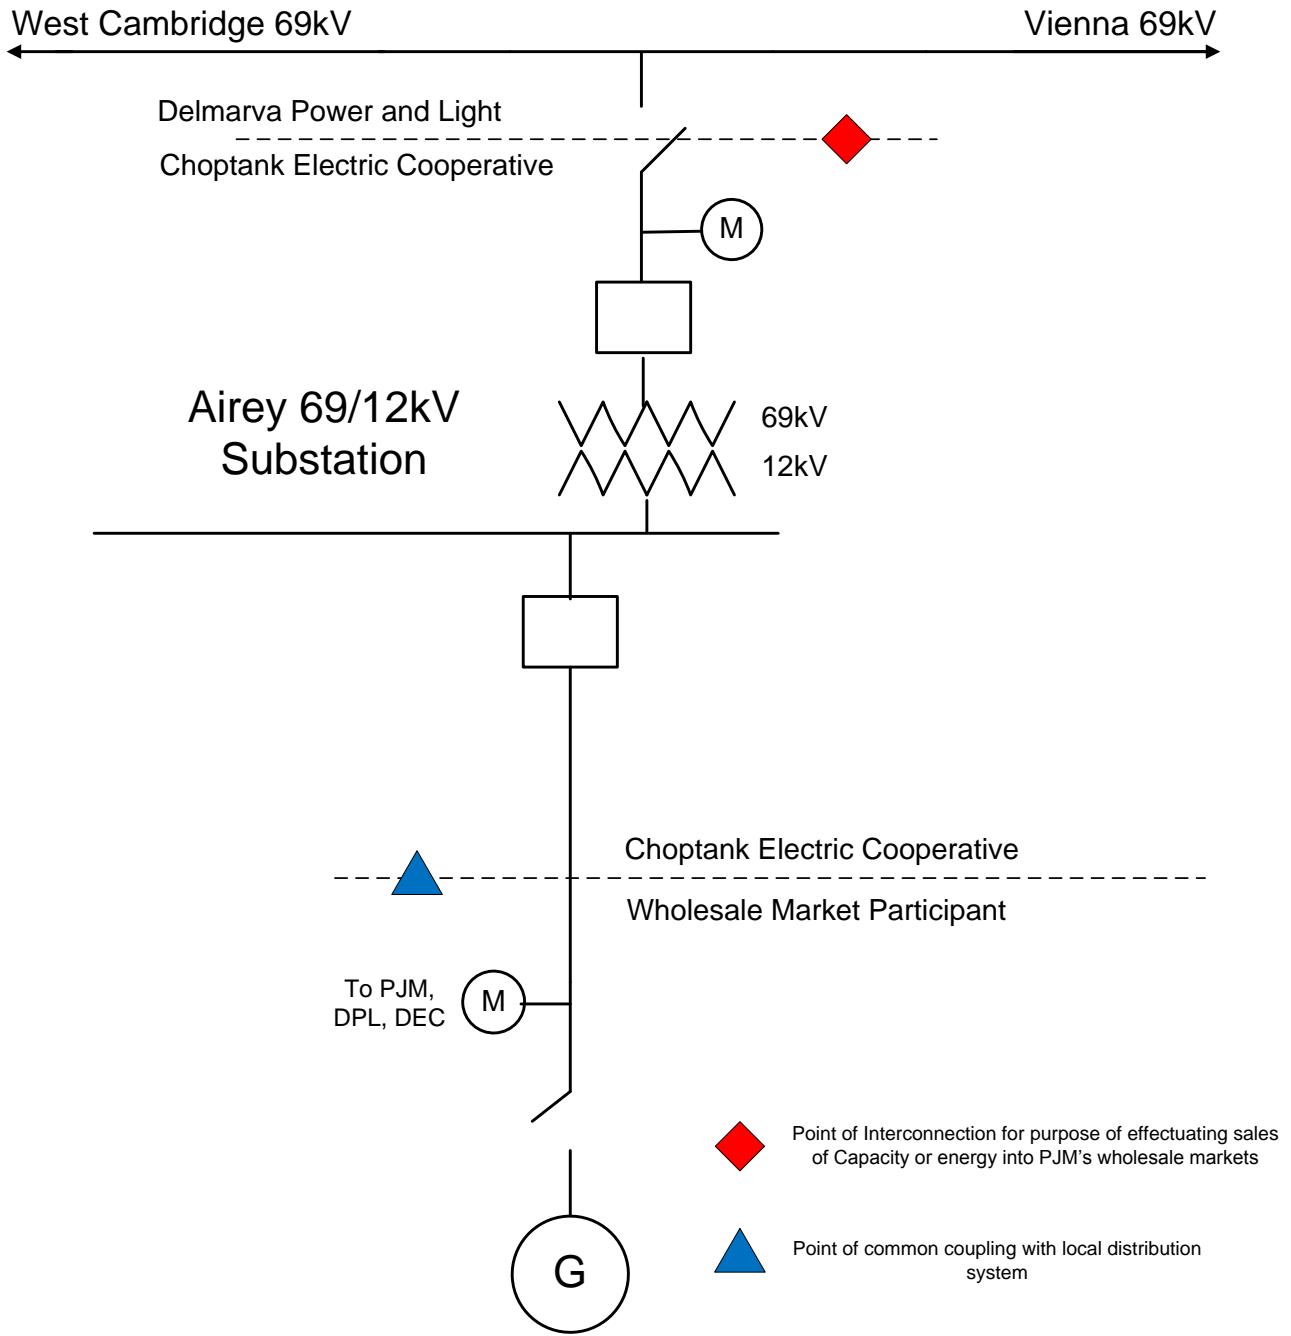 West Cambridge 69kV
Vienna 69kV
Delmarva Power and Light
Choptank Electric Cooperative
M
Airey 69/12kV
Substation
69kV
12kV
Choptank Electric Cooperative
Wholesale Market Participant
To PJM,
DPL, DEC
M
G
Point of Interconnection for purpose of effectuating sales
of Capacity or energy into PJM’s wholesale markets
Point of common coupling with local distribution
system